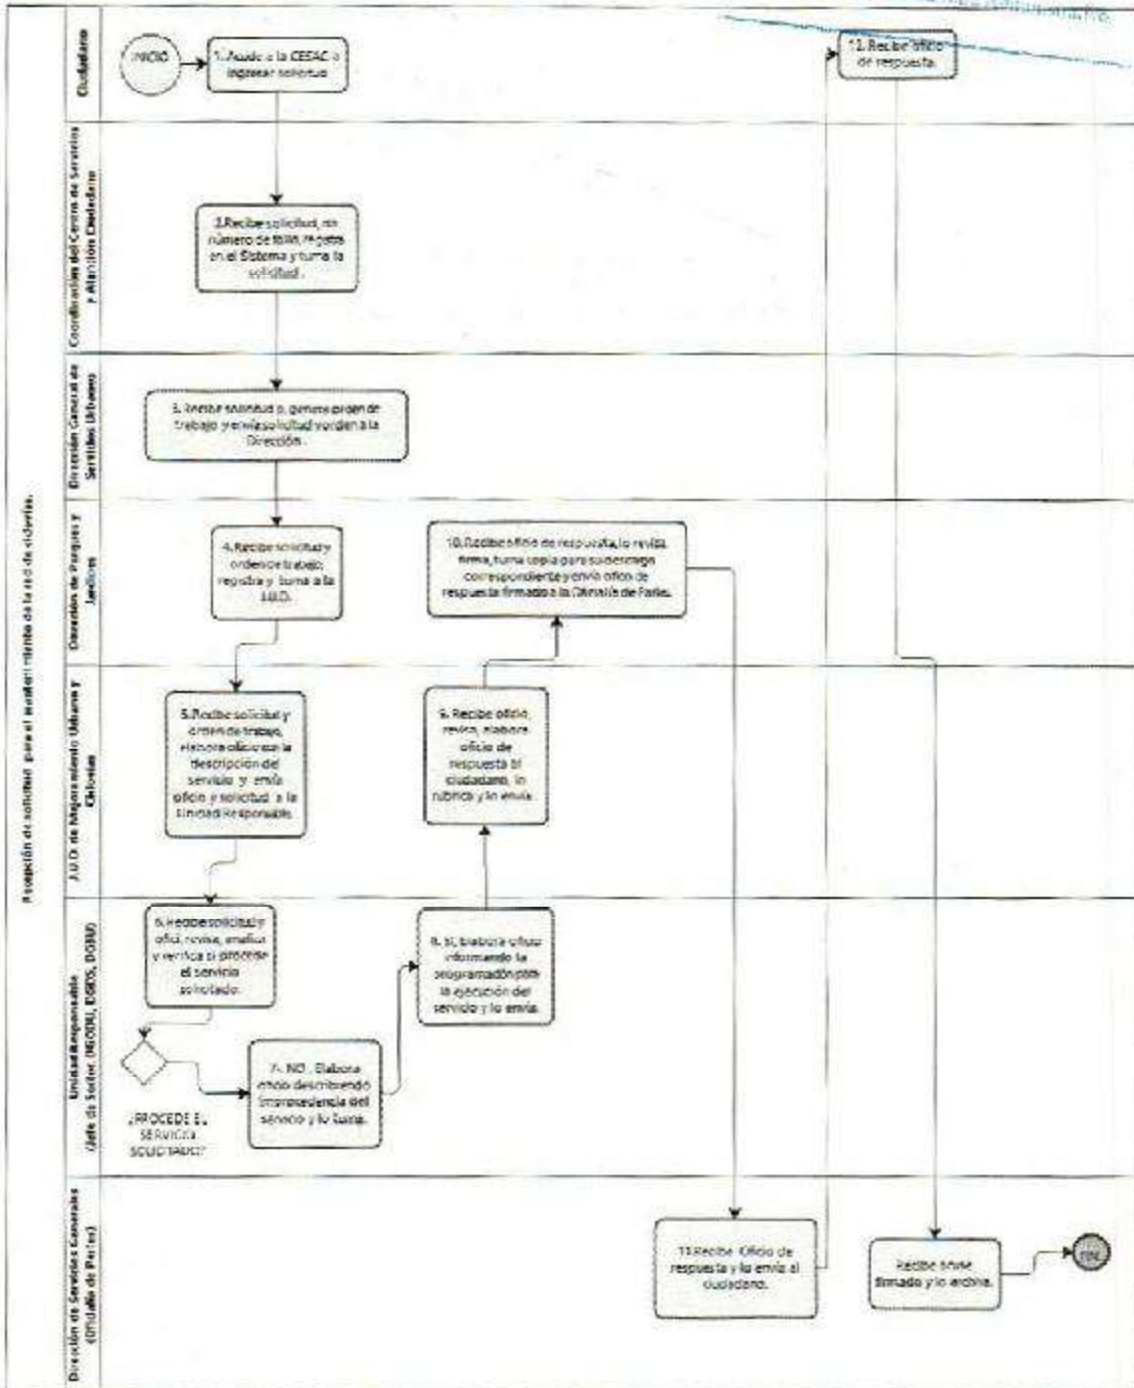 Recepción de solicitud para el mantenimiento de la red de ciclovías.
Ciudadano
INICIO
1. Acude a la CESAC a
ingresar solicitud
12. Recibe oficio
de respuesta.
Coordinación del Centro de Servicios
y Atención Ciudadana
2.Recibe solicitud,
número de folio, registra
en el Sistema y turna la
solicitud.
Dirección General de
Servicios Urbanos
3. Recibe solicitud, genera orden de
trabajo y envía solicitud y orden a la
Dirección.
Dirección de Parques y
Jardines
4. Recibe solicitud y
orden de trabajo,
registra y turna a la
J.U.D.
10. Recibe oficio de respuesta, lo revisa,
firma, turna copia para su descargo
correspondiente y envía oficio de
respuesta firmado a la Oficialía de Partes.
J.U.D. de Mejoramiento Urbano y
Ciclovías
5.Recibe solicitud y
orden de trabajo,
elabora oficio con la
descripción del
servicio y envía
oficio y solicitud a la
Unidad Responsable.
9. Recibe oficio,
revisa, elabora
oficio de
respuesta al
ciudadano, lo
rubrica y lo envía.
Unidad Responsable
(Jefe de Sector,
6. Recibe solicitud y
ofici, revisa, analiza
y verifica si procede
el servicio
solicitado.
¿PROCEDE EL
SERVICIO
SOLICITADO?
7-. NO . Elabora
oficio describiendo
improcedencia del
servicio y lo turna.
8. SI, Elabora oficio
informando la
programación para
la ejecución del
servicio y lo envía.
Dirección de Servicios Generales
(Oficialía de Partes)
11.Recibe Oficio de
respuesta y lo envía al
ciudadano.
Recibe
firmado y lo archiva.
FIN